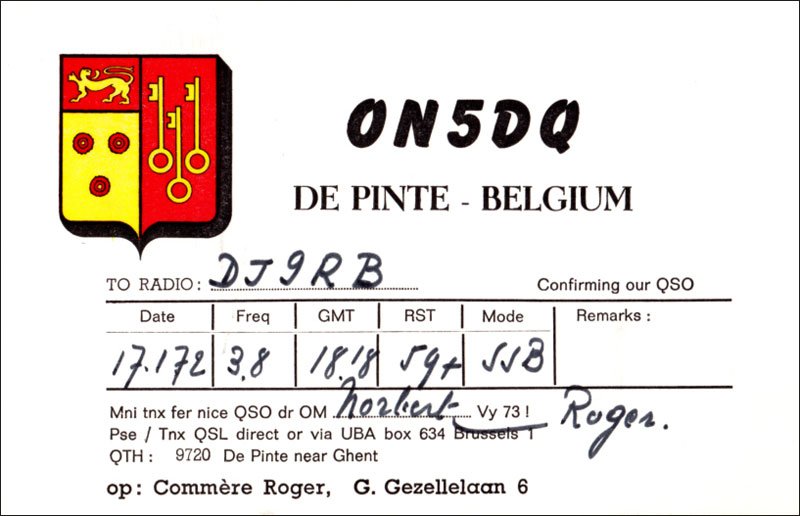 ON5DQ
DE PINTE - BELGIUM
TO RADIO: DJ9RB Confirming our QSO
Date Freq GMT RST Mode Remarks :
17.1.72 3,8 18.18 59+ SSB
Mni tnx fer nice QSO dr OM Norbert Vy 73 ! Roger.
Pse / Tnx QSL direct or via UBA box 634 Brussels 1
QTH : 9720 De Pinte near Ghent
op: Commère Roger, G. Gezellelaan 6